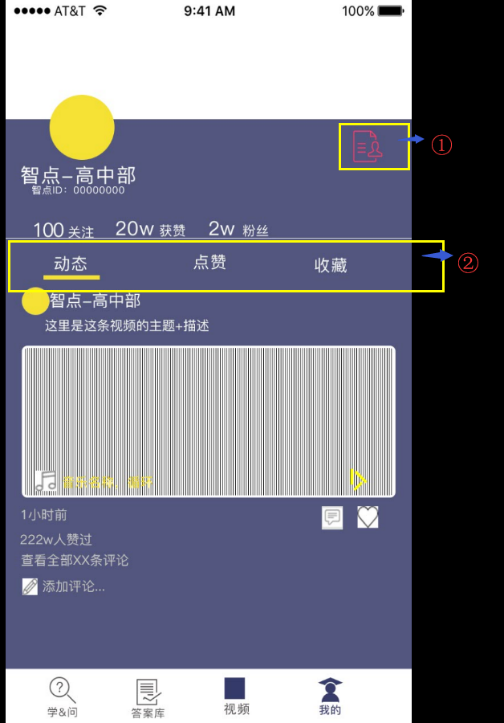 AT&T 9:41 AM 100%
①
智点-高中部
智点ID: 00000000
100 关注 20w 获赞 2w 粉丝
动态 点赞 收藏 ②
智点-高中部
这里是这条视频的主题+描述
1小时前
222w人赞过
查看全部XX条评论
添加评论...
学&问 答案库 视频 我的